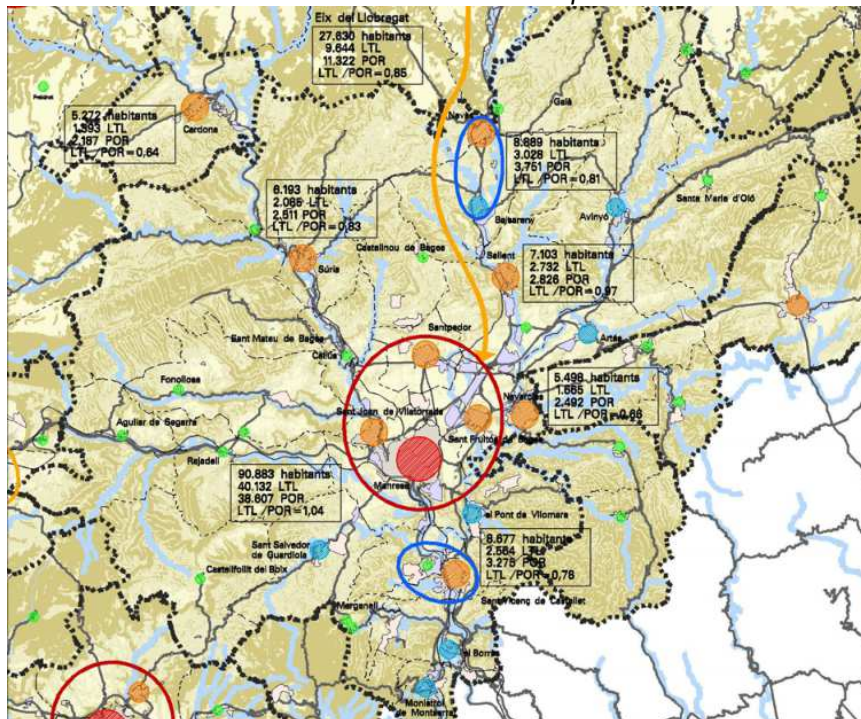 Eix del Llobregat
27.630 habitants
9.644 LTL
11.322 POR
LTL /POR=0,85
5.272 habitants
1.393 LTL
2.187 POR
LTL /POR=0,64
Cardona
Navàs
Gaià
8.889 habitants
3.028 LTL
3.751 POR
LTL /POR=0,81
Santa Maria d'Oló
Balsareny
Avinyó
6.193 habitants
2.085 LTL
2.511 POR
LTL /POR=0,83
Castellnou de Bages
Sallent
Súria
7.103 habitants
2.732 LTL
2.826 POR
LTL /POR=0,97
Santpedor
Artés
Sant Mateu de Bages
Callús
Fonollosa
5.498 habitants
1.665 LTL
2.492 POR
LTL /POR=0,66
Navarcles
Sant Joan de Vilatorrada
Aguilar de Segarra
Sant Fruitós de Bages
Rajadell
90.883 habitants
40.132 LTL
38.607 POR
LTL /POR=1,04
Manresa
el Pont de Vilomara
Sant Salvador
de Guardiola
8.677 habitants
2.564 LTL
3.275 POR
LTL /POR=0,78
Castellfollit del Boix
Sant Vicenç de Castellet
Marganell
el Borràs
Monistrol
de Montserrat